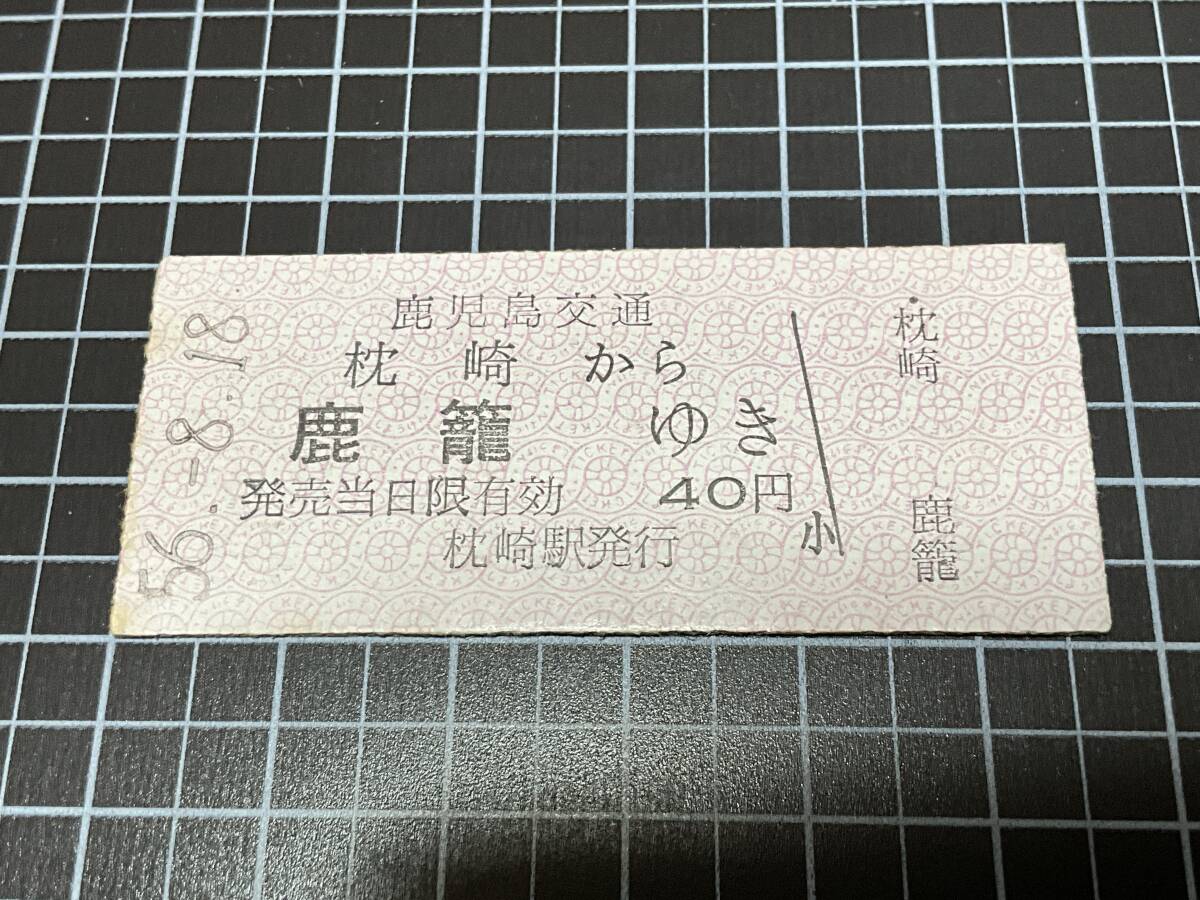 鹿児島交通
枕崎から
鹿籠ゆき
発売当日限有効 40円
枕崎駅発行
56.-8.18
小
枕崎
鹿籠